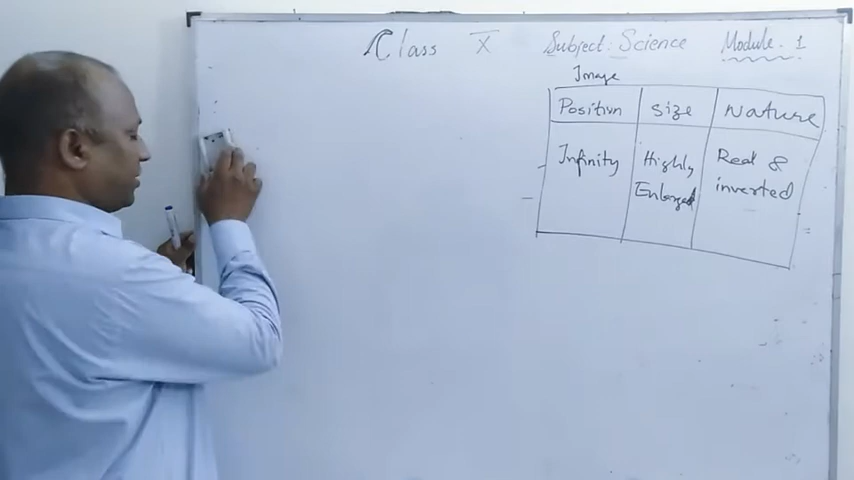 Class X Subject: Science Module. 1
Image
Position Size Nature
Infinity Highly Enlarged Real & inverted